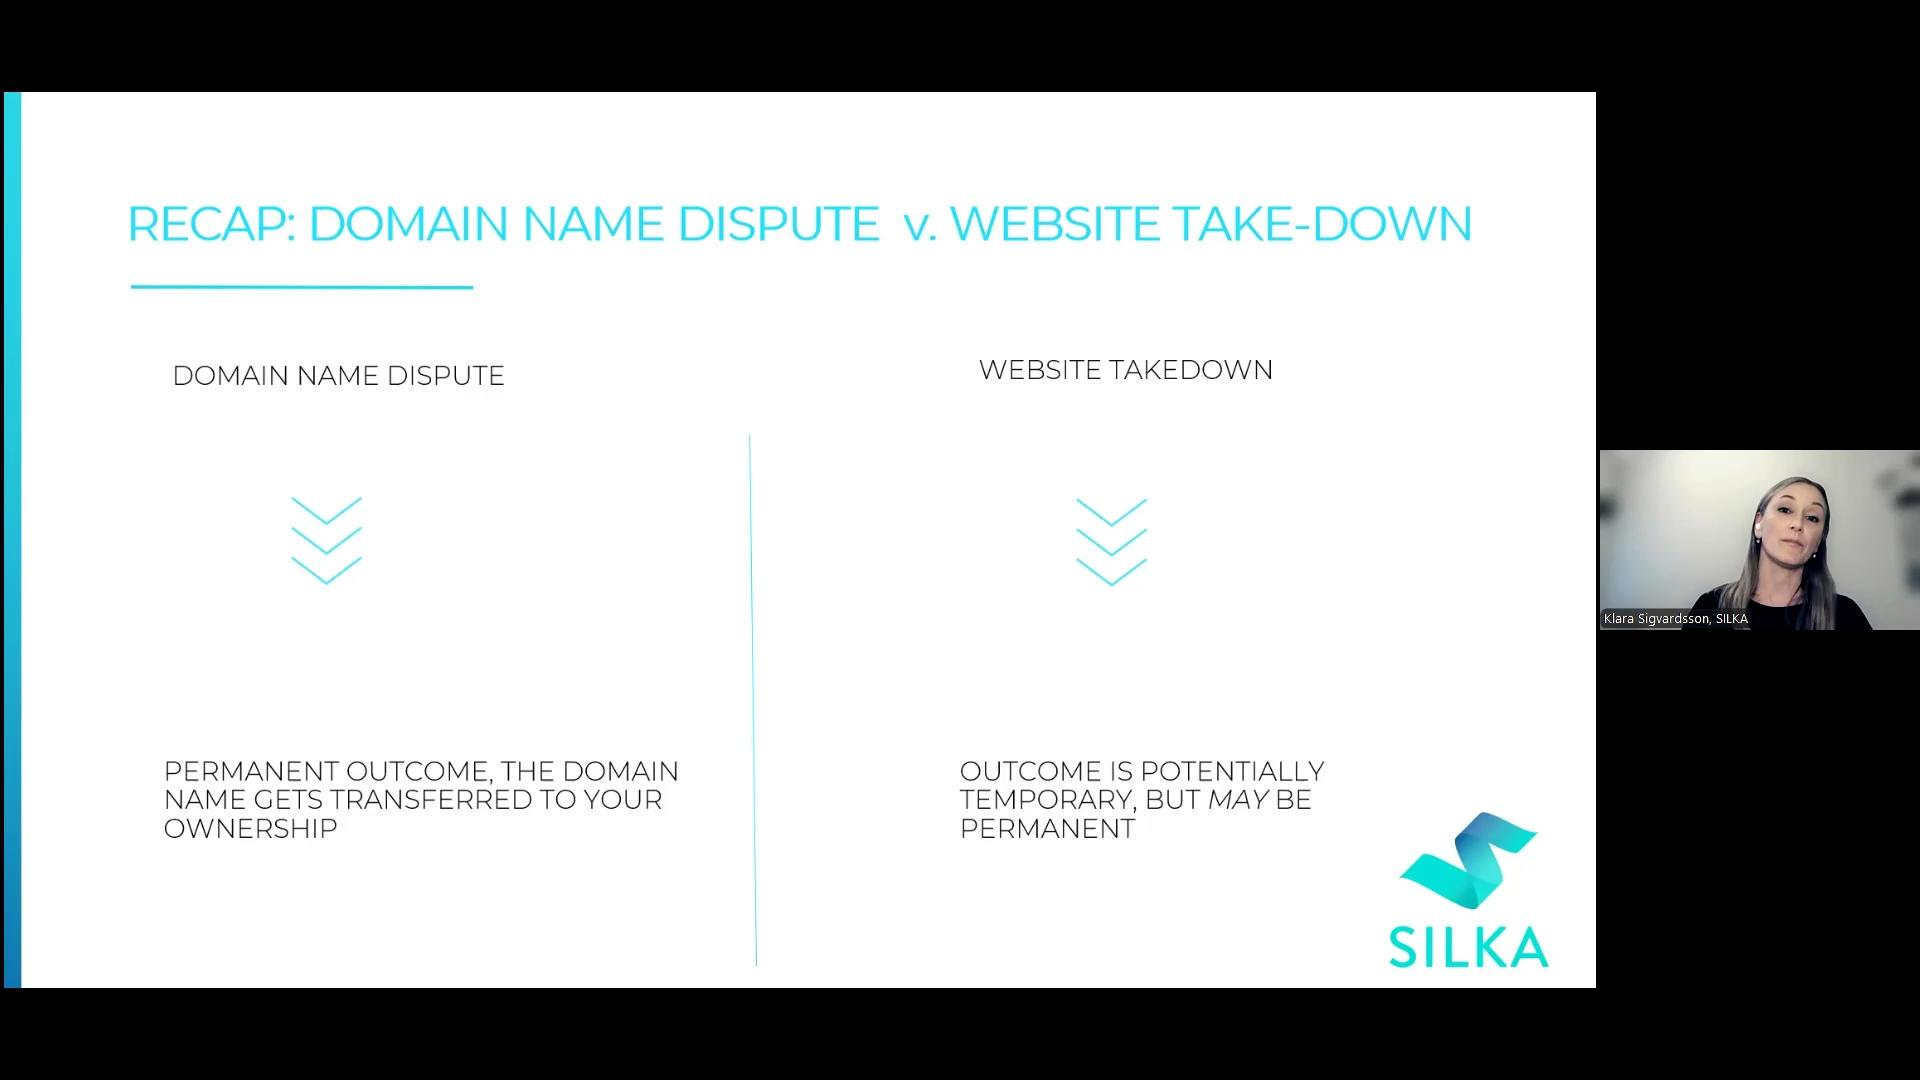 RECAP: DOMAIN NAME DISPUTE v. WEBSITE TAKE-DOWN
DOMAIN NAME DISPUTE
PERMANENT OUTCOME, THE DOMAIN
NAME GETS TRANSFERRED TO YOUR
OWNERSHIP
WEBSITE TAKEDOWN
OUTCOME IS POTENTIALLY
TEMPORARY, BUT MAY BE
PERMANENT
SILKA
Klara Sigvardsson, SILKA